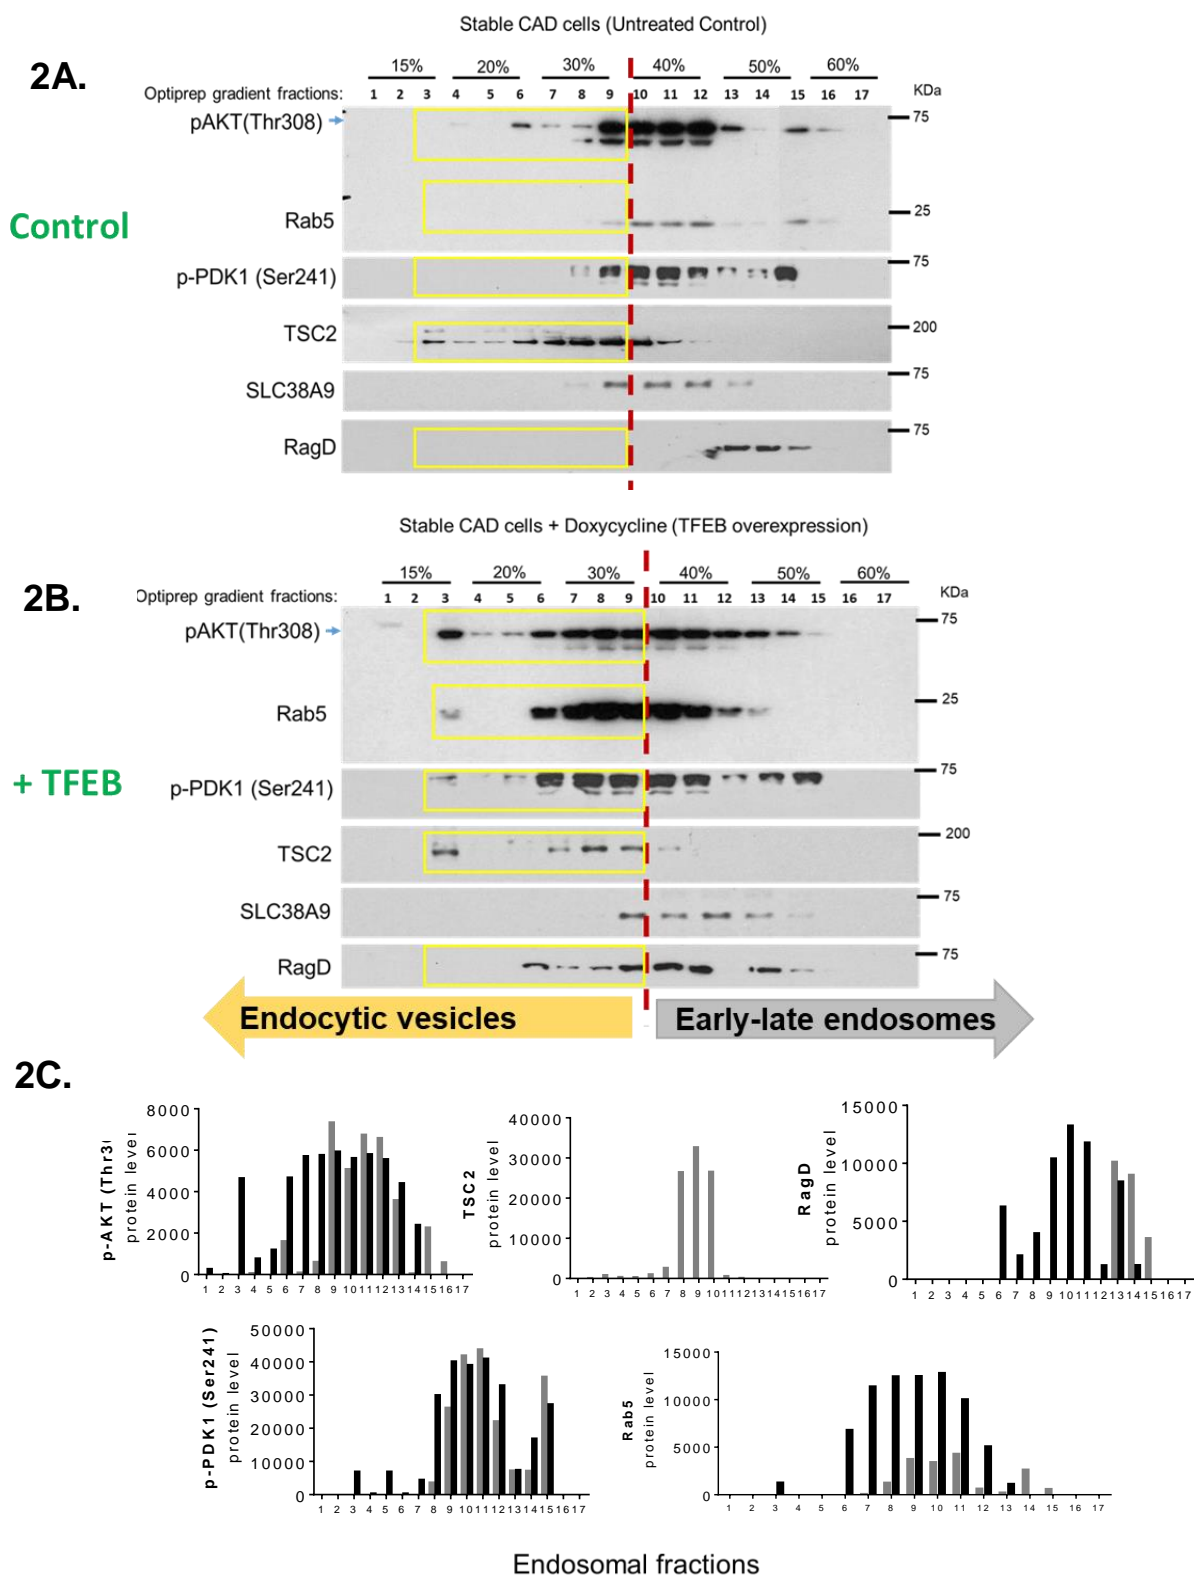 Stable CAD cells (Untreated Control)
2A.
15% 20% 30% 40% 50% 60%
Optiprep gradient fractions: 1 2 3 4 5 6 7 8 9 10 11 12 13 14 15 16 17 KDa
pAKT(Thr308) 75
Control
Rab5 25
p-PDK1 (Ser241) 75
TSC2 200
SLC38A9 75
RagD 75
Stable CAD cells + Doxycycline (TFEB overexpression)
2B.
15% 20% 30% 40% 50% 60%
Optiprep gradient fractions: 1 2 3 4 5 6 7 8 9 10 11 12 13 14 15 16 17 KDa
pAKT(Thr308) 75
Rab5 25
+ TFEB
p-PDK1 (Ser241) 75
TSC2 200
SLC38A9 75
RagD 75
Endocytic vesicles Early-late endosomes
2C.
p-AKT (Thr3
protein level
8000
6000
4000
2000
0
1 2 3 4 5 6 7 8 9 10 11 12 13 14 15 16 17
TSC2
protein level
40000
30000
20000
10000
0
1 2 3 4 5 6 7 8 9 10 11 12 13 14 15 16 17
RagD
protein level
15000
10000
5000
0
1 2 3 4 5 6 7 8 9 10 11 12 13 14 15 16 17
p-PDK1 (Ser241)
protein level
50000
40000
30000
20000
10000
0
1 2 3 4 5 6 7 8 9 10 11 12 13 14 15 16 17
Rab5
protein level
15000
10000
5000
0
1 2 3 4 5 6 7 8 9 10 11 12 13 14 15 16 17
Endosomal fractions